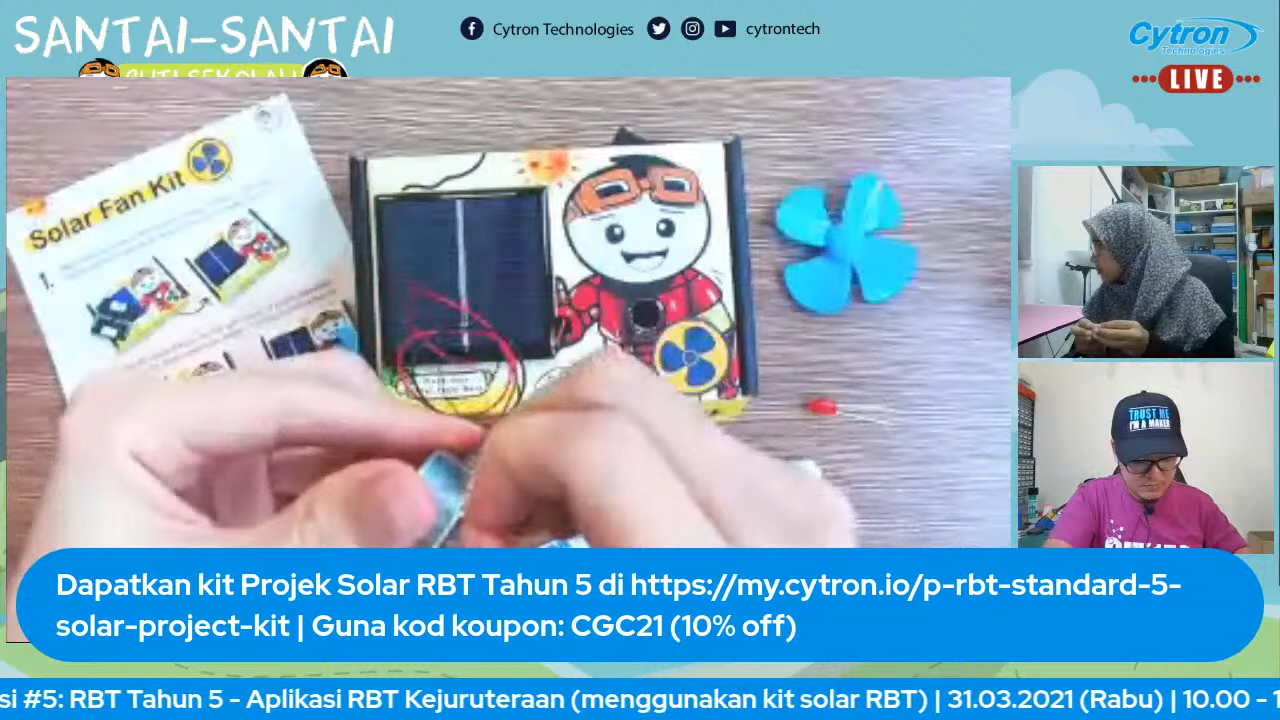 SANTAI-SANTAI
CUTI SEKOLAH
Cytron Technologies
cytrontech
Cytron
Technologies
LIVE
Solar Fan Kit
1.
TRUST ME
I'M A MAKER
Dapatkan kit Projek Solar RBT Tahun 5 di https://my.cytron.io/p-rbt-standard-5-
solar-project-kit | Guna kod koupon: CGC21 (10% off)
si #5: RBT Tahun 5 - Aplikasi RBT Kejuruteraan (menggunakan kit solar RBT) | 31.03.2021 (Rabu) | 10.00 - 1